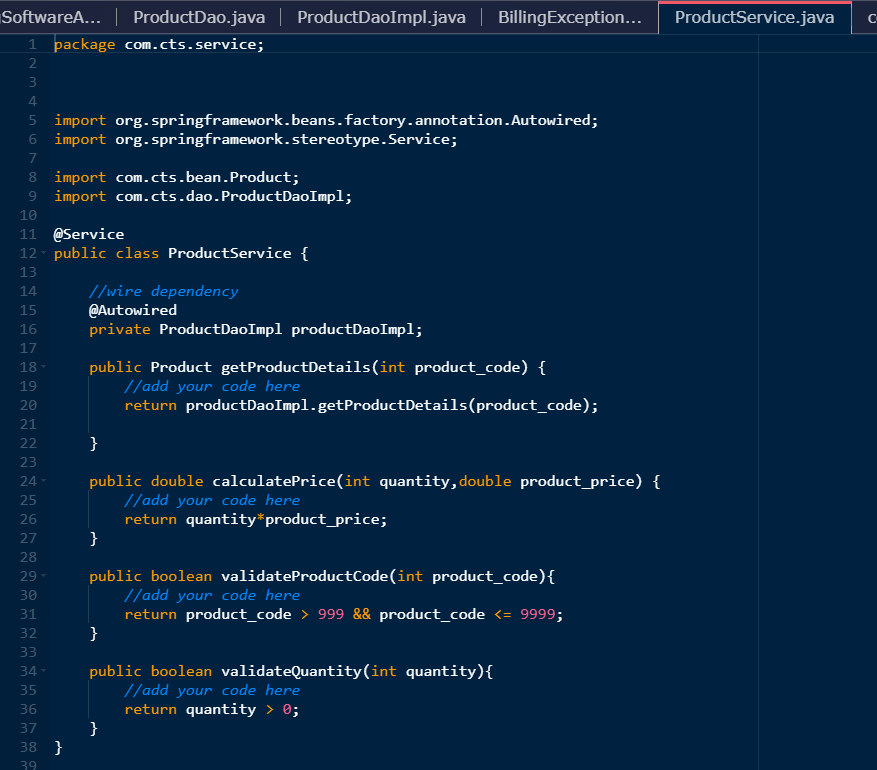 SoftwareA... ProductDao.java ProductDaoImpl.java BillingException... ProductService.java
1 package com.cts.service;
2
3
4
5 import org.springframework.beans.factory.annotation.Autowired;
6 import org.springframework.stereotype.Service;
7
8 import com.cts.bean.Product;
9 import com.cts.dao.ProductDaoImpl;
10
11 @Service
12 public class ProductService {
13
14 //wire dependency
15 @Autowired
16 private ProductDaoImpl productDaoImpl;
17
18 public Product getProductDetails(int product_code) {
19 //add your code here
20 return productDaoImpl.getProductDetails(product_code);
21
22 }
23
24 public double calculatePrice(int quantity,double product_price) {
25 //add your code here
26 return quantity*product_price;
27 }
28
29 public boolean validateProductCode(int product_code){
30 //add your code here
31 return product_code > 999 && product_code <= 9999;
32 }
33
34 public boolean validateQuantity(int quantity){
35 //add your code here
36 return quantity > 0;
37 }
38 }
39